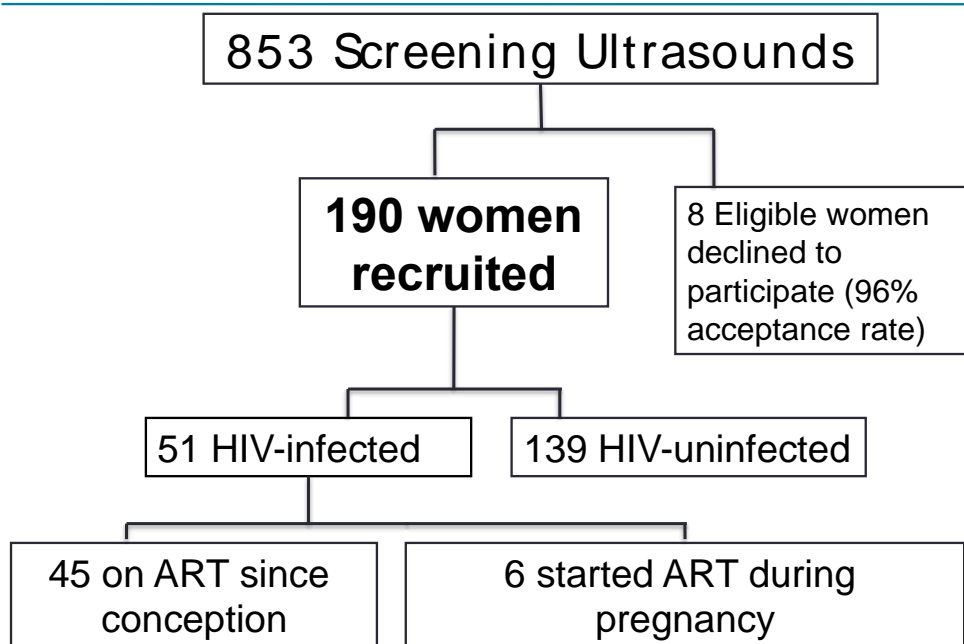 853 Screening Ultrasounds
190 women
recruited
8 Eligible women
declined to
participate (96%
acceptance rate)
51 HIV-infected
139 HIV-uninfected
45 on ART since
conception
6 started ART during
pregnancy